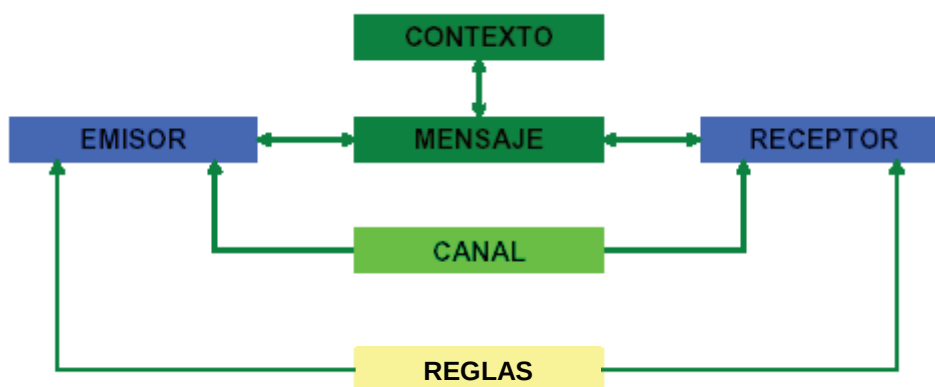 CONTEXTO
EMISOR
MENSAJE
RECEPTOR
CANAL
REGLAS